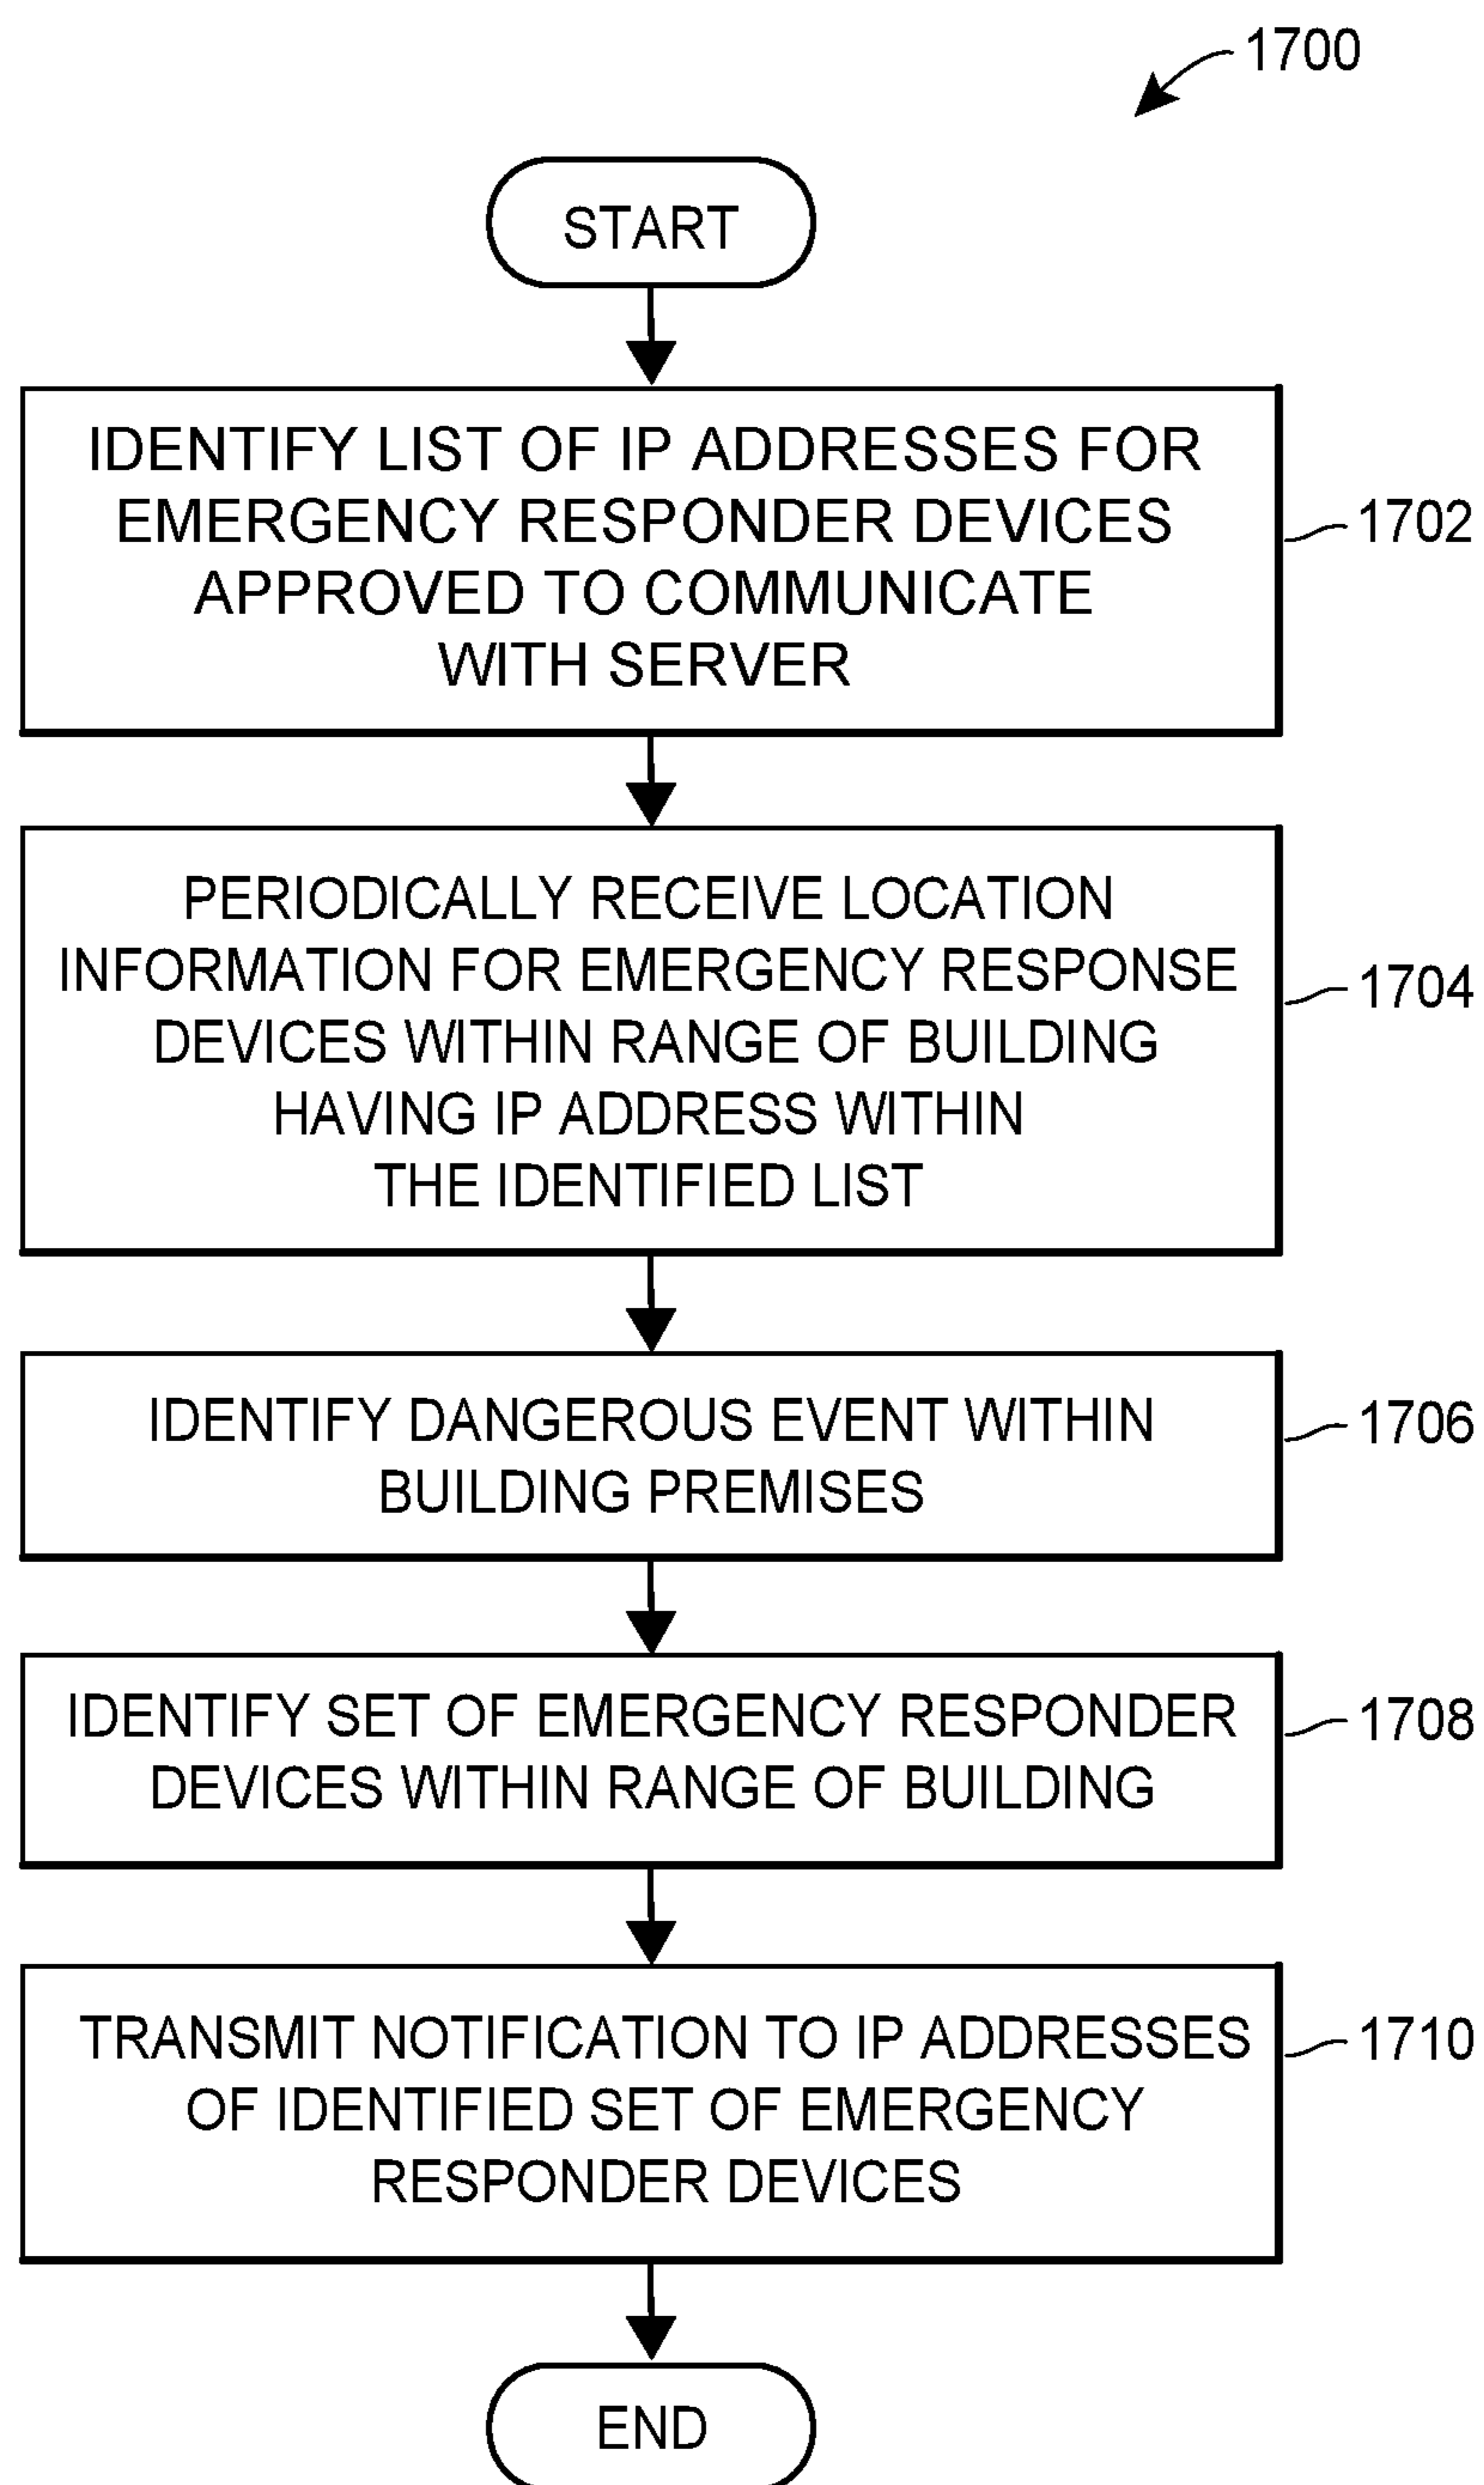 1700
START
IDENTIFY LIST OF IP ADDRESSES FOR
EMERGENCY RESPONDER DEVICES
APPROVED TO COMMUNICATE
WITH SERVER
1702
PERIODICALLY RECEIVE LOCATION
INFORMATION FOR EMERGENCY RESPONSE
DEVICES WITHIN RANGE OF BUILDING
HAVING IP ADDRESS WITHIN
THE IDENTIFIED LIST
1704
IDENTIFY DANGEROUS EVENT WITHIN
BUILDING PREMISES
1706
IDENTIFY SET OF EMERGENCY RESPONDER
DEVICES WITHIN RANGE OF BUILDING
1708
TRANSMIT NOTIFICATION TO IP ADDRESSES
OF IDENTIFIED SET OF EMERGENCY
RESPONDER DEVICES
1710
END